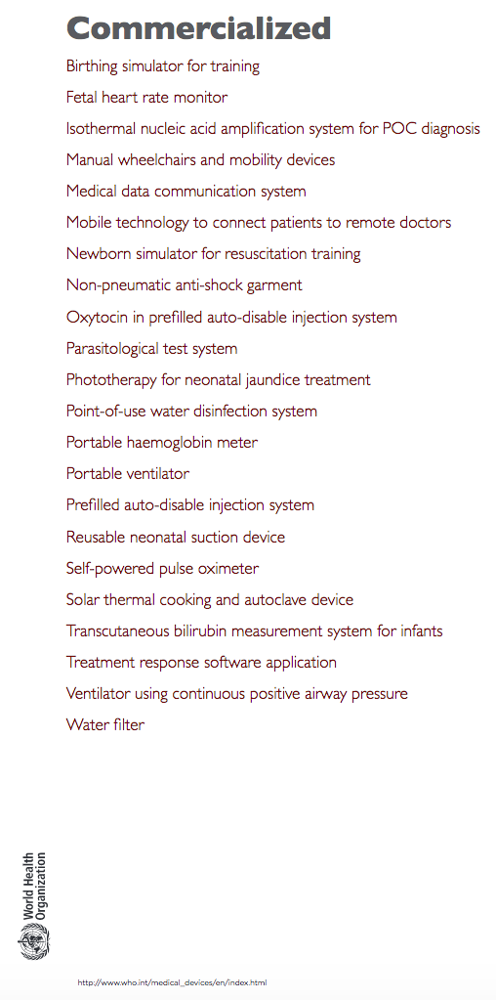 Commercialized
Birthing simulator for training
Fetal heart rate monitor
Isothermal nucleic acid amplification system for POC diagnosis
Manual wheelchairs and mobility devices
Medical data communication system
Mobile technology to connect patients to remote doctors
Newborn simulator for resuscitation training
Non-pneumatic anti-shock garment
Oxytocin in prefilled auto-disable injection system
Parasitological test system
Phototherapy for neonatal jaundice treatment
Point-of-use water disinfection system
Portable haemoglobin meter
Portable ventilator
Prefilled auto-disable injection system
Reusable neonatal suction device
Self-powered pulse oximeter
Solar thermal cooking and autoclave device
Transcutaneous bilirubin measurement system for infants
Treatment response software application
Ventilator using continuous positive airway pressure
Water filter
World Health
Organization
http://www.who.int/medical_devices/en/index.html